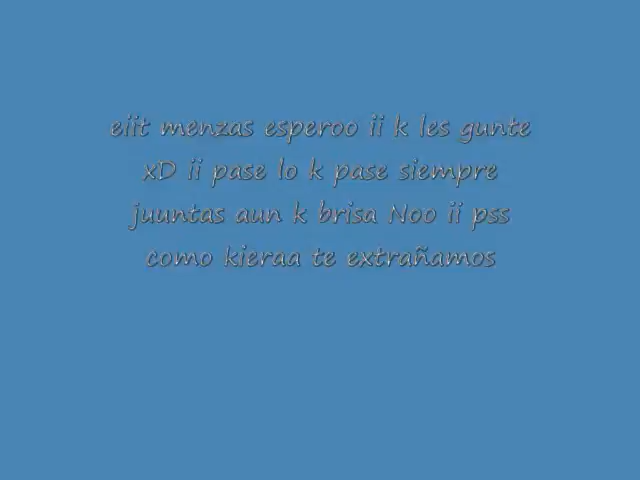 eiit menzas esperoo ii k les gunte
xD ii pase lo k pase siempre
juuntas aun k brisa Noo ii pss
como kieraa te extrañamos